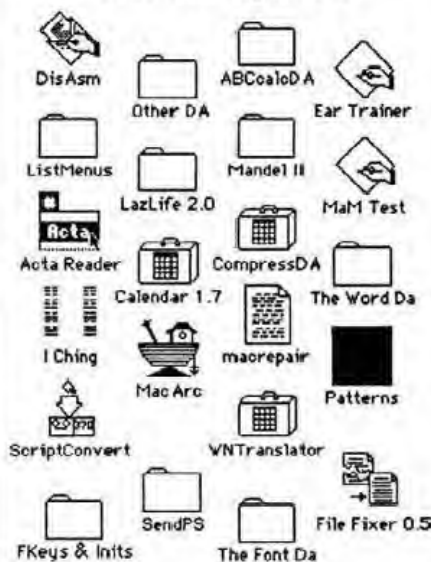 DisAsm
Other DA
ABCoalcDA
Ear Trainer
ListMenus
LazLife 2.0
Mandel II
MaM Test
Acta
Acta Reader
Calendar 1.7
CompressDA
The Word Da
I Ching
Mac Arc
macrepair
Patterns
ScriptConvert
WNTranslator
FKeys & Inits
SendPS
The Font Da
File Fixer 0.5